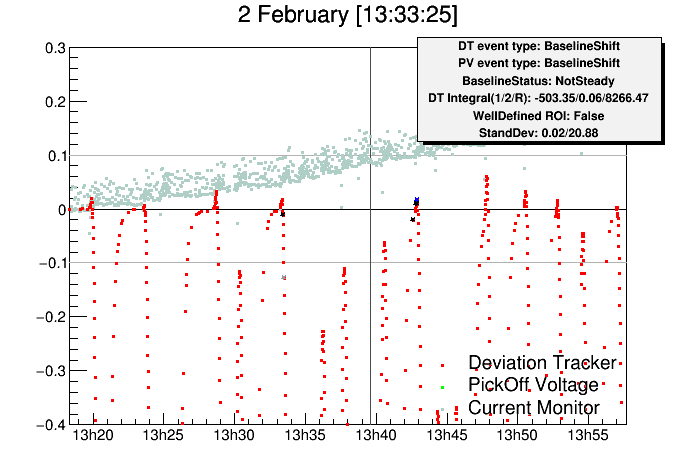 2 February [13:33:25]
DT event type: BaselineShift
PV event type: BaselineShift
BaselineStatus: NotSteady
DT Integral(1/2/R): -503.35/0.06/8266.47
WellDefined ROI: False
StandDev: 0.02/20.88
0.3
0.2
0.1
0
−0.1
−0.2
−0.3
−0.4
Deviation Tracker
PickOff Voltage
Current Monitor
13h20 13h25 13h30 13h35 13h40 13h45 13h50 13h55